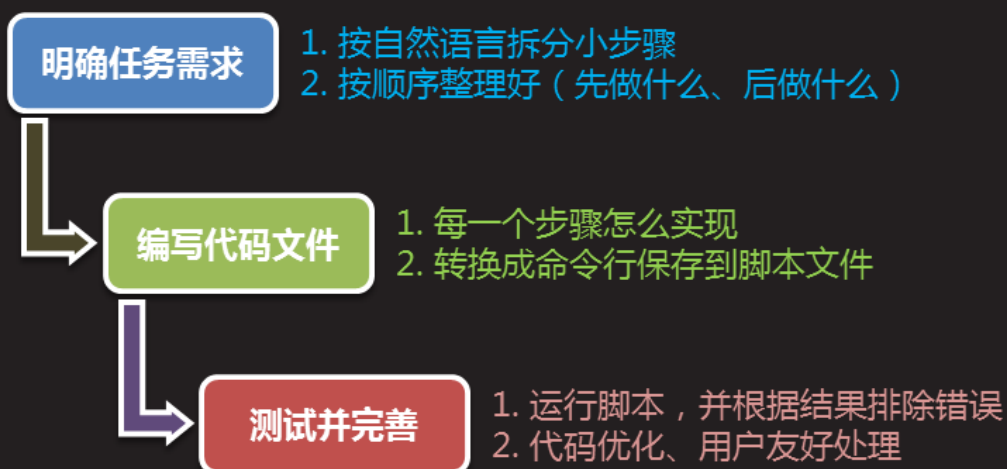 明确任务需求
1. 按自然语言拆分小步骤
2. 按顺序整理好（先做什么、后做什么）
编写代码文件
1. 每一个步骤怎么实现
2. 转换成命令行保存到脚本文件
测试并完善
1. 运行脚本，并根据结果排除错误
2. 代码优化、用户友好处理